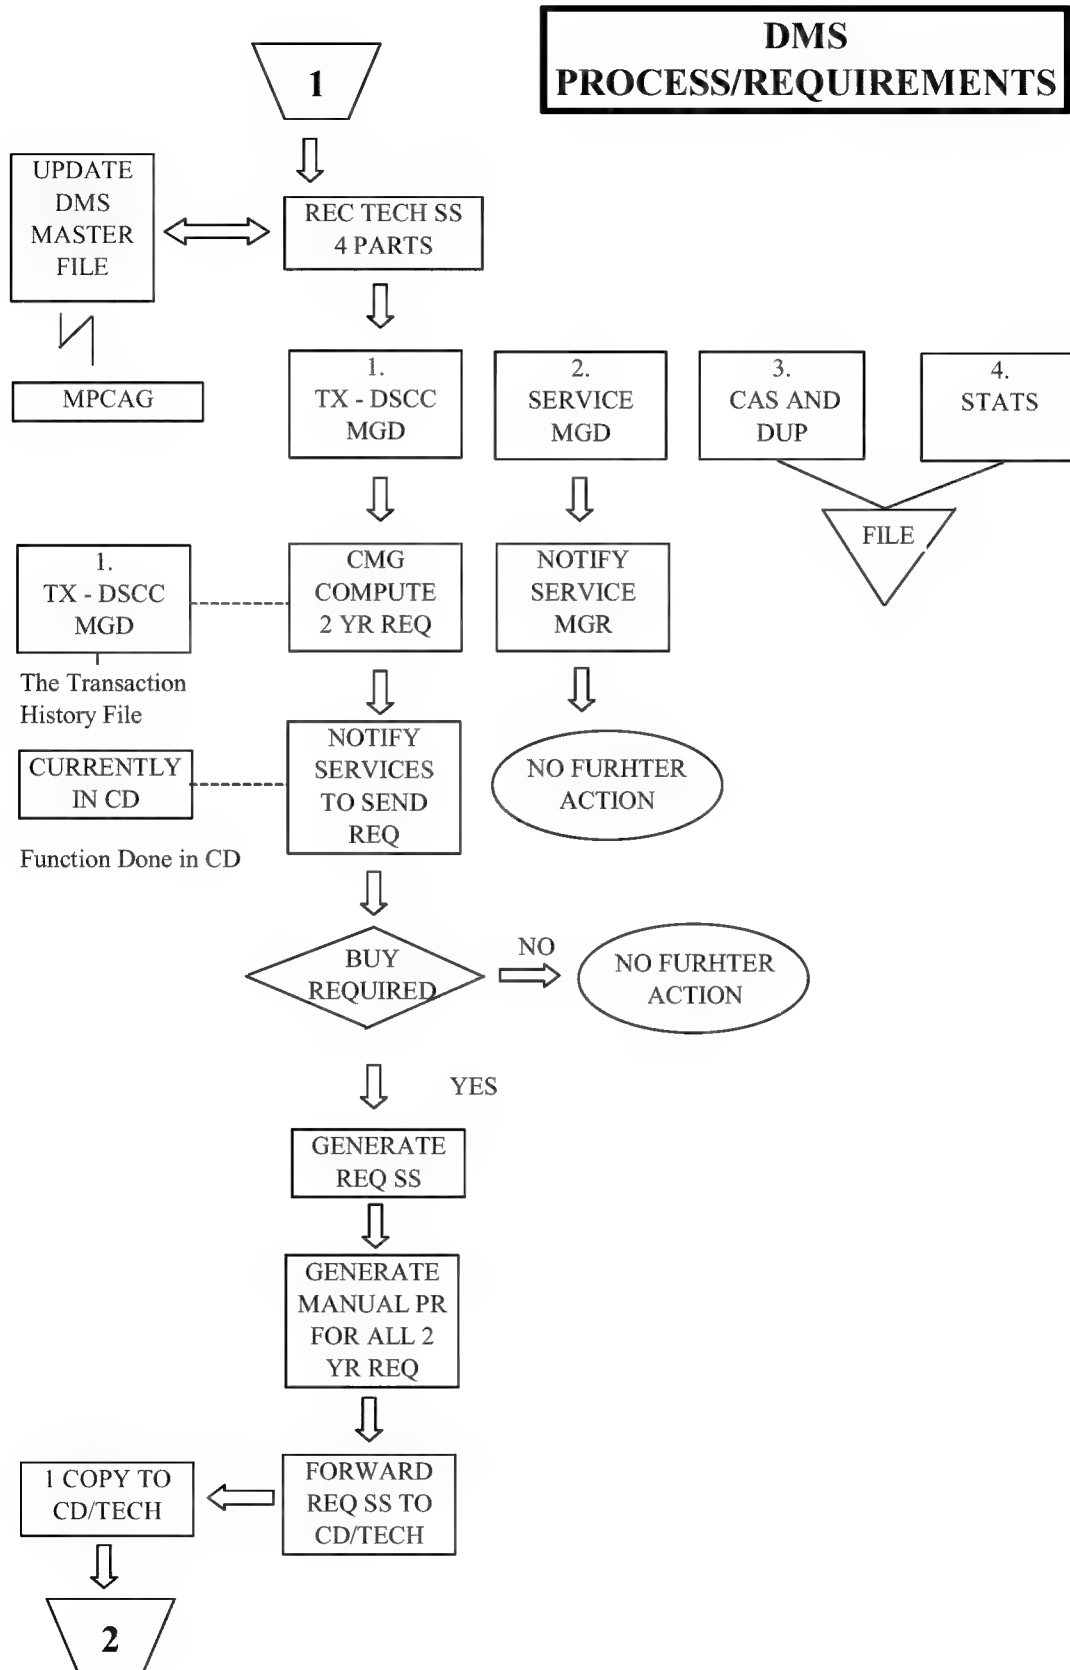 DMS
PROCESS/REQUIREMENTS
1
UPDATE
DMS
MASTER
FILE
REC TECH SS
4 PARTS
MPCAG
1.
TX - DSCC
MGD
2.
SERVICE
MGD
3.
CAS AND
DUP
4.
STATS
FILE
1.
TX - DSCC
MGD
The Transaction
History File
CMG
COMPUTE
2 YR REQ
NOTIFY
SERVICE
MGR
CURRENTLY
IN CD
Function Done in CD
NOTIFY
SERVICES
TO SEND
REQ
NO FURHTER
ACTION
BUY
REQUIRED
NO
NO FURHTER
ACTION
YES
GENERATE
REQ SS
GENERATE
MANUAL PR
FOR ALL 2
YR REQ
FORWARD
REQ SS TO
CD/TECH
1 COPY TO
CD/TECH
2